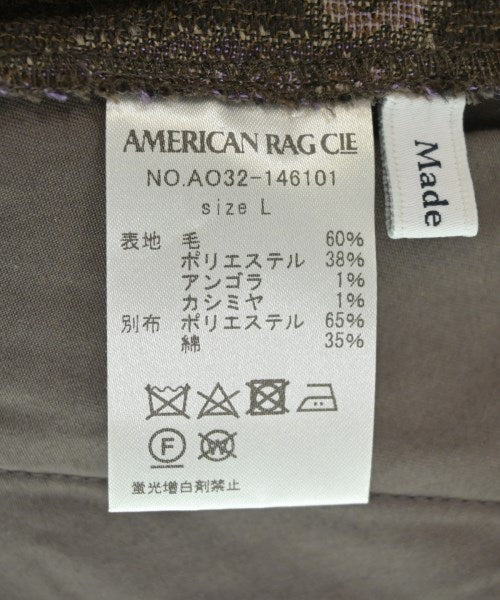 AMERICAN RAG CIE
NO.AO32-146101
size L
表地 毛 60%
ポリエステル 38%
アンゴラ 1%
カシミヤ 1%
別布 ポリエステル 65%
綿 35%
F W
蛍光増白剤禁止
Made